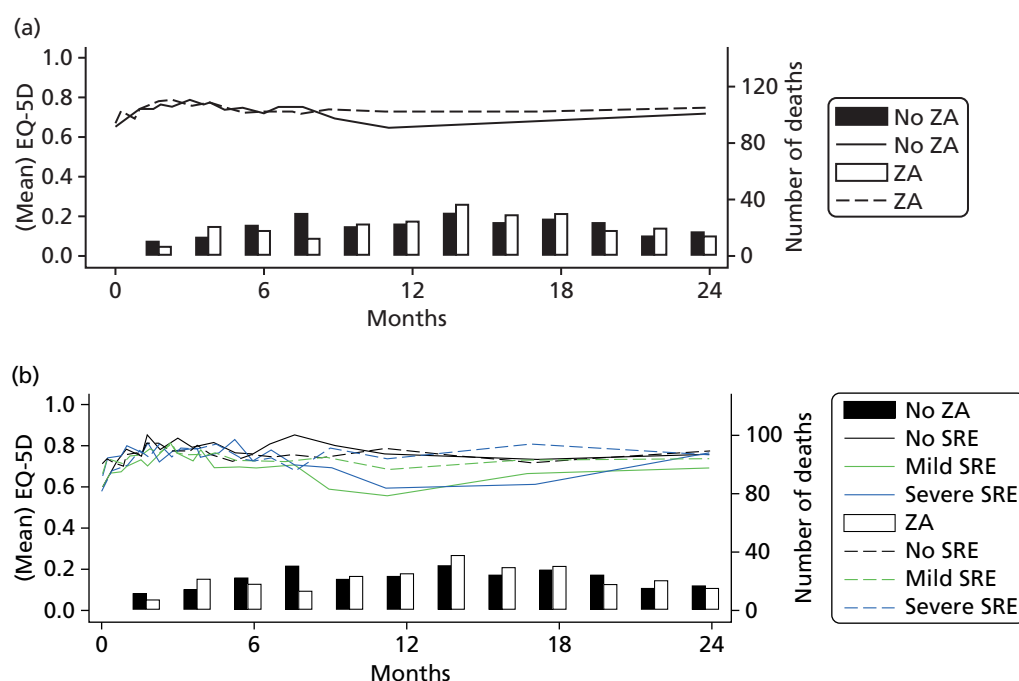 (a)
1.0
0.8
0.6
0.4
0.2
0.0
(Mean) EQ-5D
120
80
40
0
Number of deaths
0 6 12 18 24
Months
No ZA
No ZA
ZA
ZA
(b)
1.0
0.8
0.6
0.4
0.2
0.0
(Mean) EQ-5D
100
80
40
0
Number of deaths
0 6 12 18 24
Months
No ZA
No SRE
Mild SRE
Severe SRE
ZA
No SRE
Mild SRE
Severe SRE